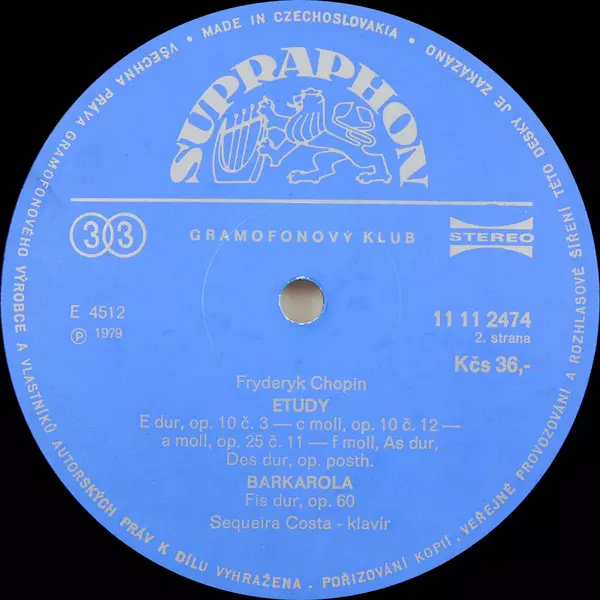 • MADE IN CZECHOSLOVAKIA •
SUPRAPHON
33
GRAMOFONOVÝ KLUB
STEREO
E 4512
Ⓟ 1979
11 11 2474
2. strana
Kčs 36,-
Fryderyk Chopin
ETUDY
E dur, op. 10 č. 3 — c moll, op. 10 č. 12 —
a moll, op. 25 č. 11 — f moll, As dur,
Des dur, op. posth.
BARKAROLA
Fis dur, op. 60
Sequeira Costa - klavír
VŠECHNA PRÁVA GRAMOFONOVÉHO VÝROBCE A VLASTNÍKŮ AUTORSKÝCH PRÁV K DÍLU VYHRAŽENA. POŘIZOVÁNÍ KOPIÍ, VEŘEJNÉ PROVOZOVÁNÍ A ROZHLASOVÉ ŠÍŘENÍ TÉTO DESKY JE ZAKÁZÁNO